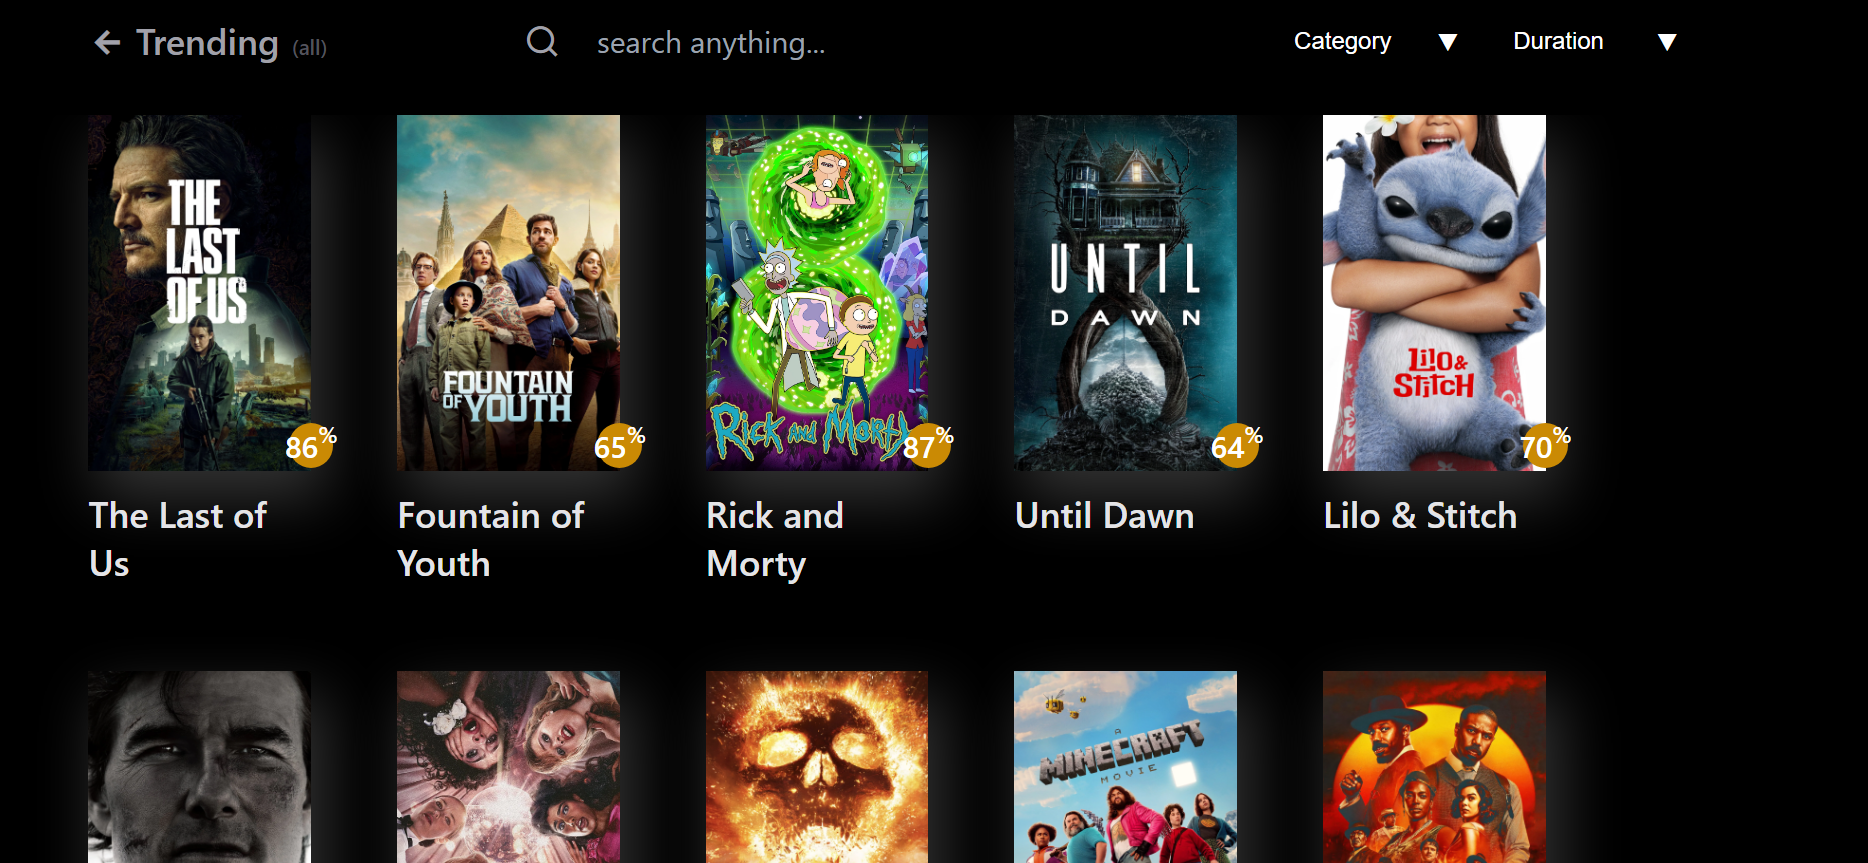 Trending (all)
search anything...
Category ▼
Duration ▼
THE
LAST
OF US
86%
FOUNTAIN
OF YOUTH
65%
Rick and Morty
87%
UNTIL
DAWN
64%
Lilo &
Stitch
70%
The Last of
Us
Fountain of
Youth
Rick and
Morty
Until Dawn
Lilo & Stitch
A
MINECRAFT
MOVIE